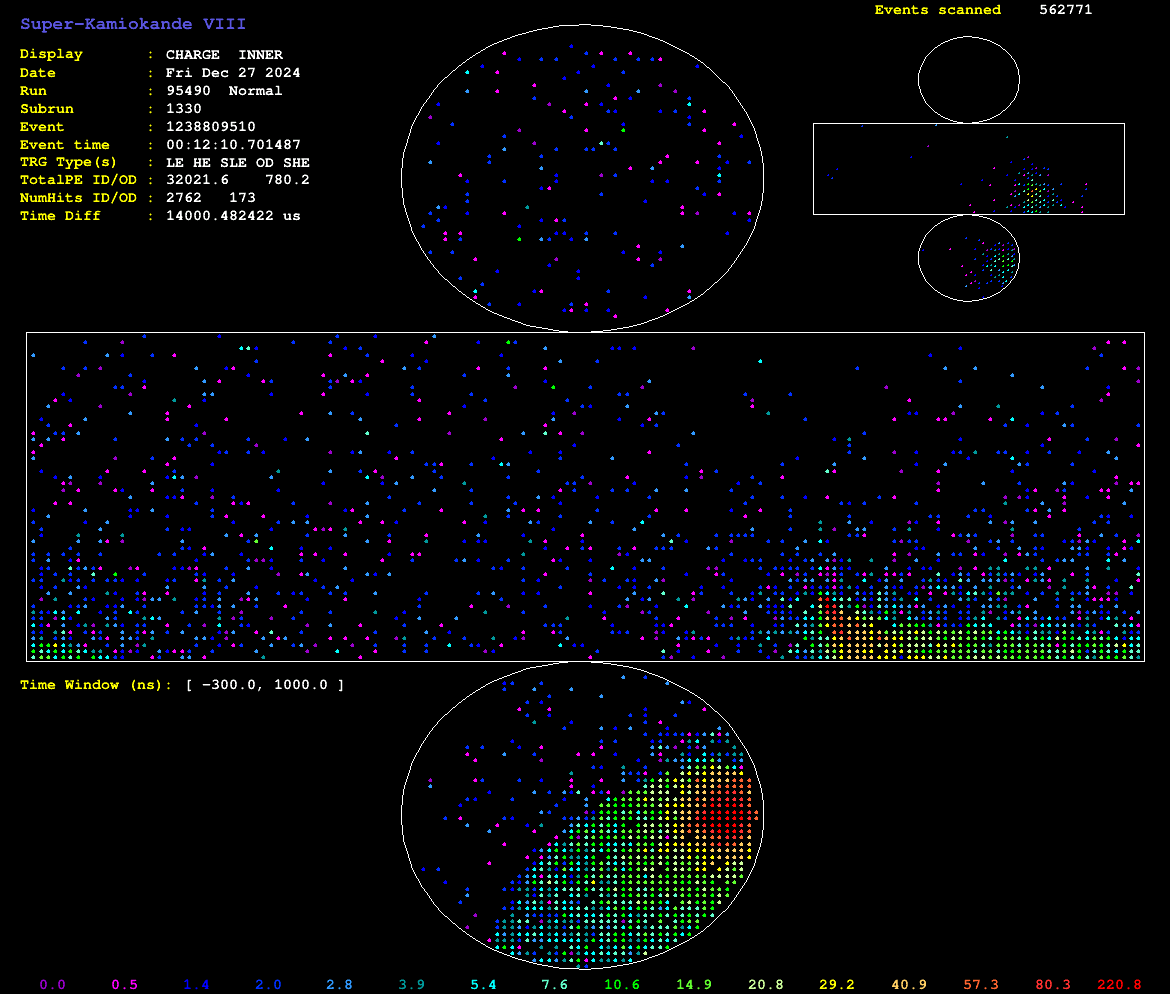 Super-Kamiokande VIII
Display : CHARGE INNER
Date : Fri Dec 27 2024
Run : 95490 Normal
Subrun : 1330
Event : 1238809510
Event time : 00:12:10.701487
TRG Type(s) : LE HE SLE OD SHE
TotalPE ID/OD : 32021.6 780.2
NumHits ID/OD : 2762 173
Time Diff : 14000.482422 us
Events scanned 562771
Time Window (ns): [ −300.0, 1000.0 ]
0.0 0.5 1.4 2.0 2.8 3.9 5.4 7.6 10.6 14.9 20.8 29.2 40.9 57.3 80.3 220.8